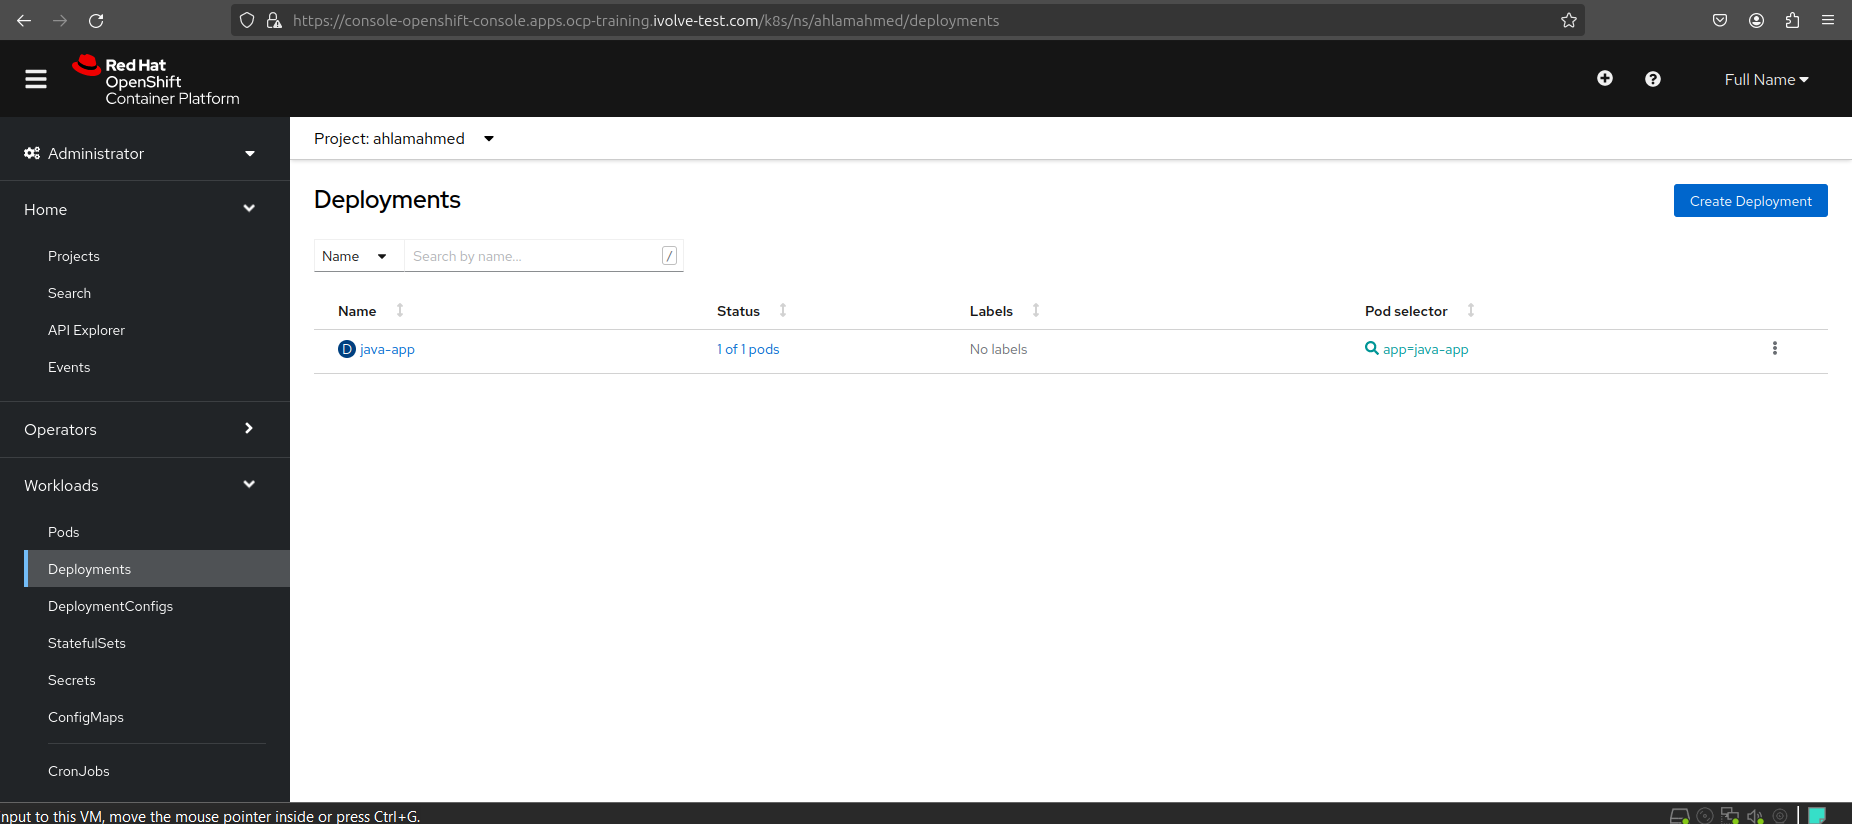 https://console-openshift-console.apps.ocp-training.ivolve-test.com/k8s/ns/ahlamahmed/deployments
Red Hat
OpenShift
Container Platform
Full Name
Administrator
Home
Projects
Search
API Explorer
Events
Operators
Workloads
Pods
Deployments
DeploymentConfigs
StatefulSets
Secrets
ConfigMaps
CronJobs
Project: ahlamahmed
Deployments
Create Deployment
Name Search by name... /
Name Status Labels Pod selector
D java-app 1 of 1 pods No labels app=java-app
nput to this VM, move the mouse pointer inside or press Ctrl+G.